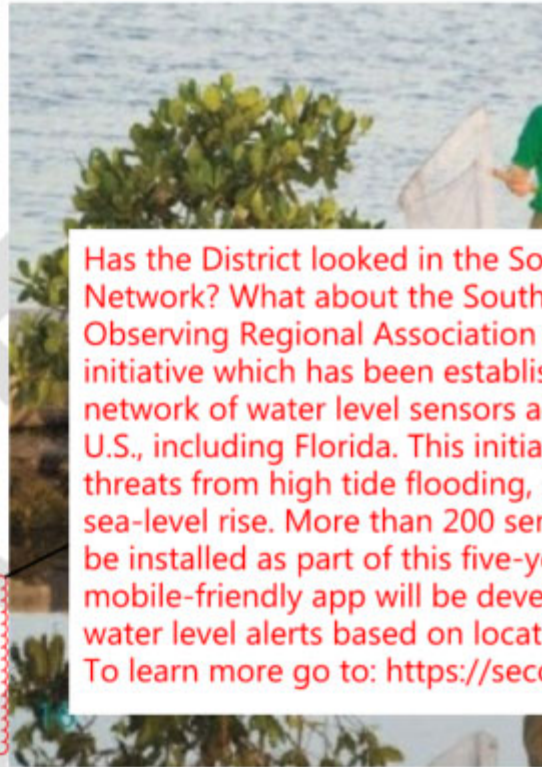 Has the District looked in the So
Network? What about the South
Observing Regional Association
initiative which has been establis
network of water level sensors a
U.S., including Florida. This initia
threats from high tide flooding,
sea-level rise. More than 200 ser
be installed as part of this five-y
mobile-friendly app will be deve
water level alerts based on locat
To learn more go to: https://sec
16